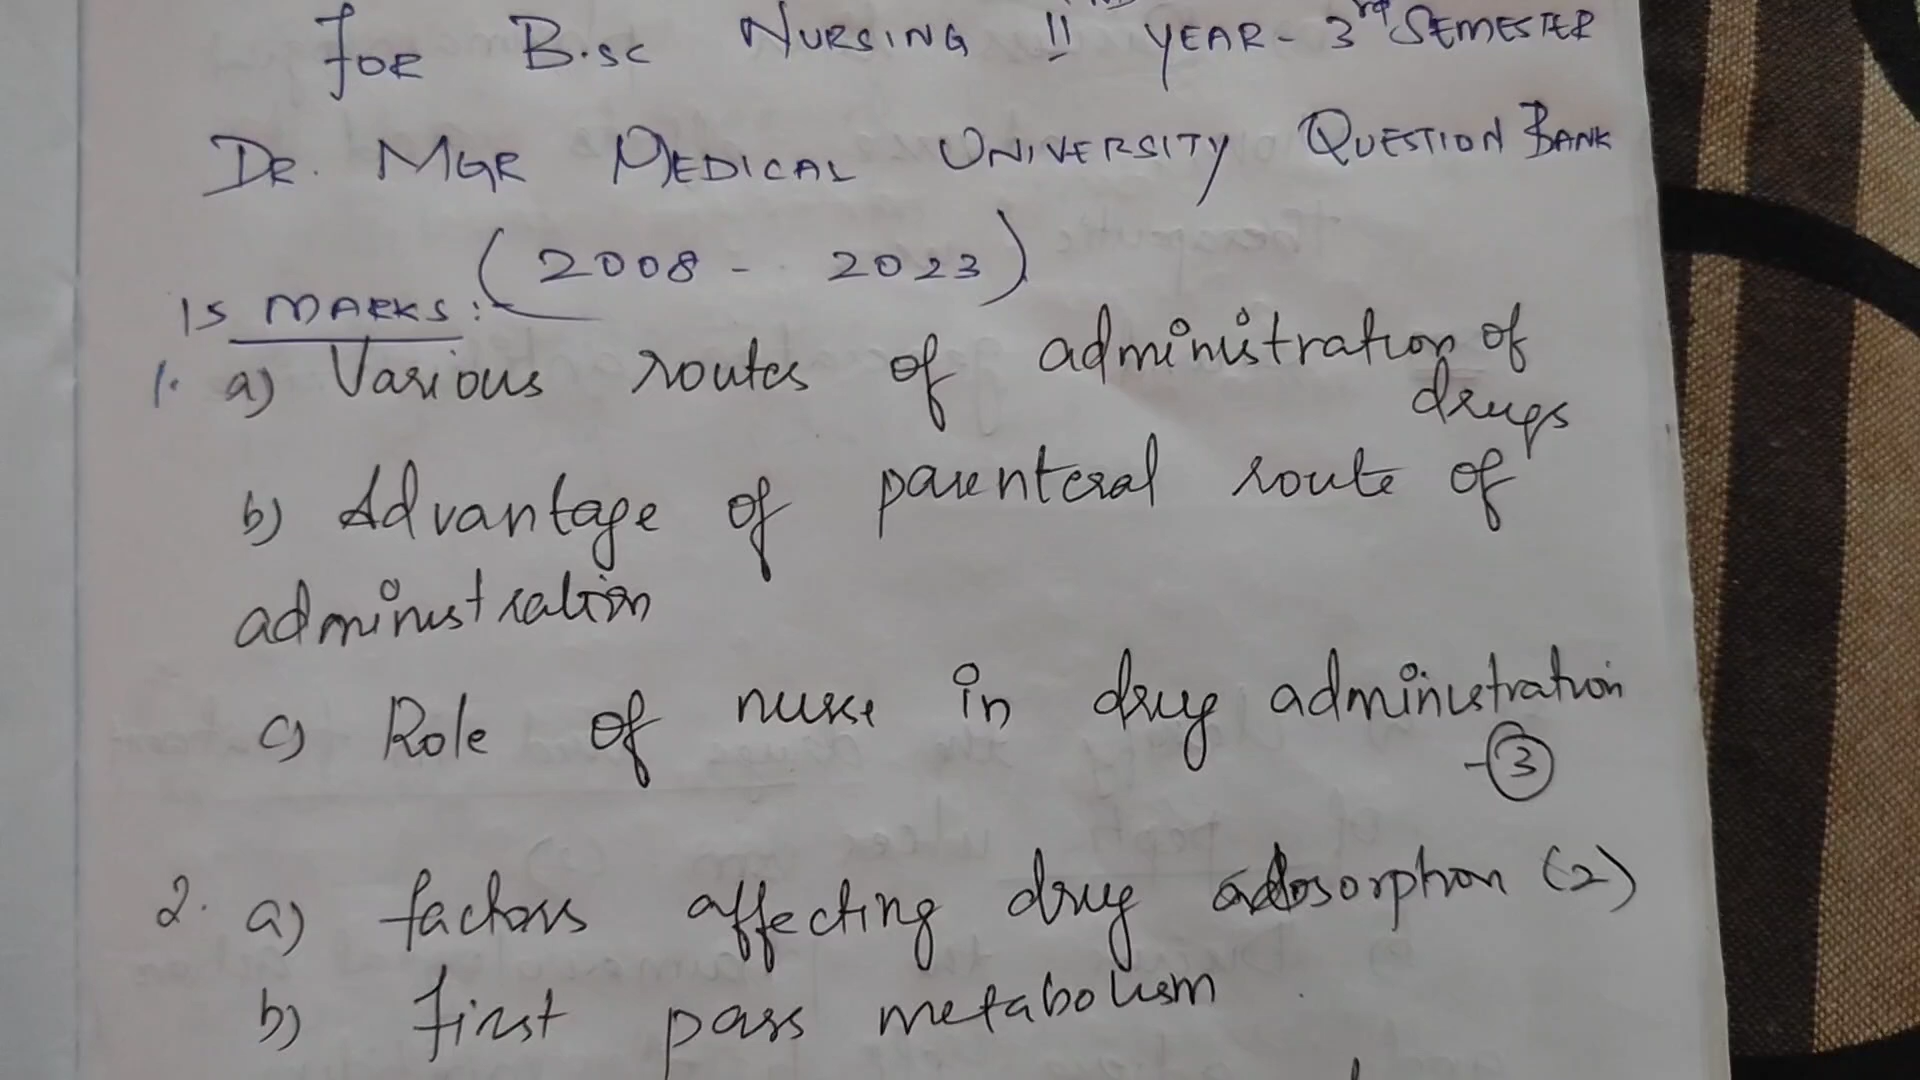 For B.sc Nursing II YEAR - 3rd SEMESTER
DR. MGR MEDICAL UNIVERSITY QUESTION BANK
(2008 - 2023)
15 MARKS:
1. a) Various routes of administration of
drugs
b) Advantage of parenteral route of
administration
c) Role of nurse in drug administration
- 3
2. a) factors affecting drug absorption (2)
b) first pass metabolism